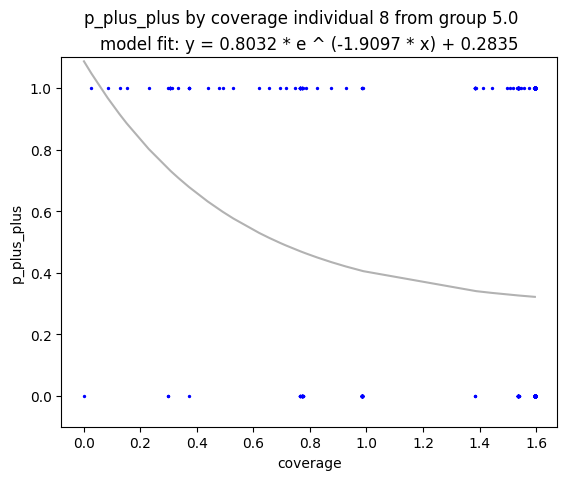 p_plus_plus by coverage individual 8 from group 5.0
model fit: y = 0.8032 * e ^ (-1.9097 * x) + 0.2835
1.0
0.8
0.6
0.4
0.2
0.0
p_plus_plus
0.0 0.2 0.4 0.6 0.8 1.0 1.2 1.4 1.6
coverage